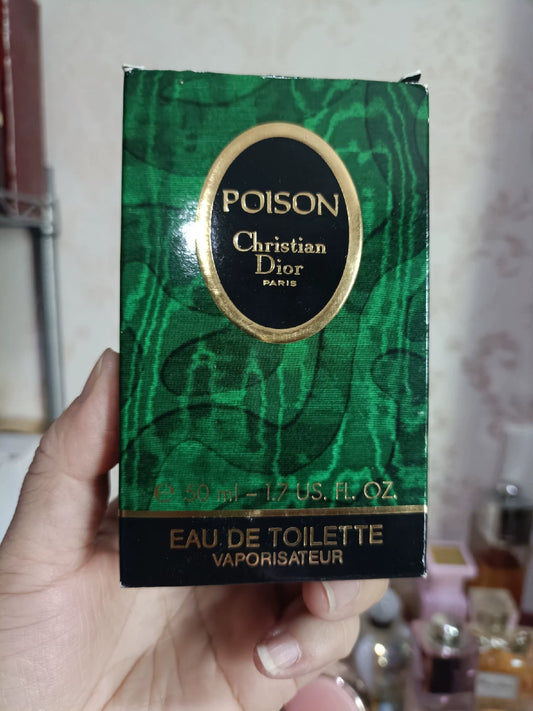 POISON
Christian
Dior
PARIS
℮ 50 ml - 1.7 US. FL. OZ.
EAU DE TOILETTE
VAPORISATEUR